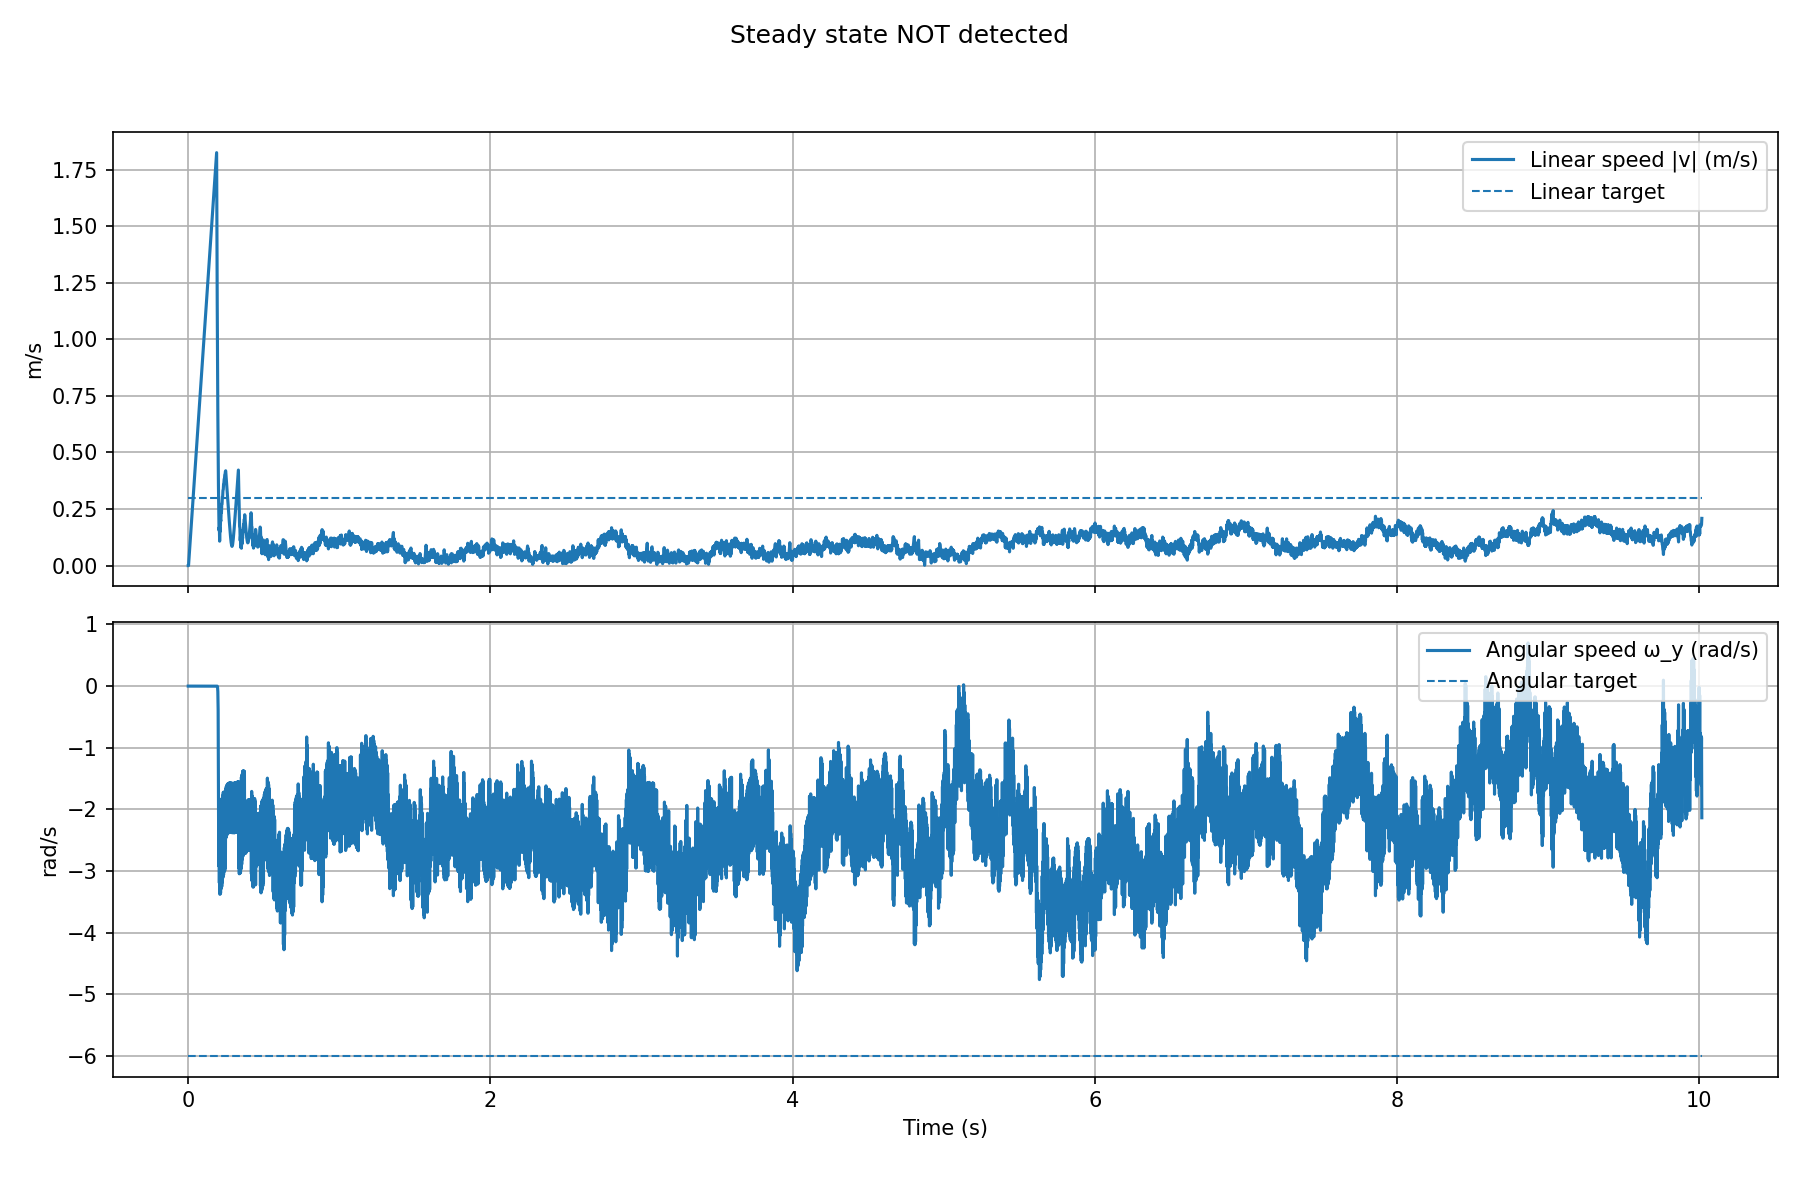 Steady state NOT detected
1.75
1.50
1.25
1.00
0.75
0.50
0.25
0.00
m/s
Linear speed |v| (m/s)
Linear target
1
0
−1
−2
−3
−4
−5
−6
rad/s
Angular speed ω_y (rad/s)
Angular target
0 2 4 6 8 10
Time (s)